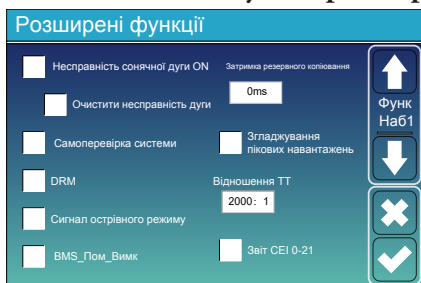 Розширені функції
Несправність сонячної дуги ON
Затримка резервного копіювання
0ms
Очистити несправність дуги
Функ
Наб1
Самоперевірка системи
Згладжування
пікових навантажень
DRM
Відношення ТТ
2000: 1
Сигнал острівного режиму
BMS_Пом_Вимк
Звіт CEI 0-21